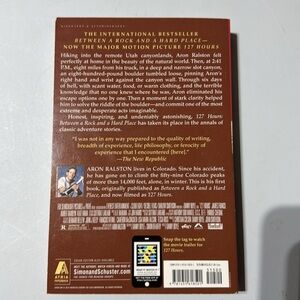 THE INTERNATIONAL BESTSELLER
BETWEEN A ROCK AND A HARD PLACE—
NOW THE MAJOR MOTION PICTURE 127 HOURS
Hiking into the remote Utah canyonlands, Aron Ralston felt
perfectly at home in the beauty of the natural world. Then, at 2:41
P.M., eight miles from his truck, in a deep and narrow slot canyon,
an eight-hundred-pound boulder tumbled loose, pinning Aron's
right hand and wrist against the canyon wall. Through six days
of hell, with scant water, food, or warm clothing, and the terrible
knowledge that no one knew where he was, Aron eliminated his
escape options one by one. Then a moment of stark clarity helped
him to solve the riddle of the boulder—and commit one of the most
extreme and desperate acts imaginable.
Honest, inspiring, and undeniably astonishing, 127 Hours:
Between a Rock and a Hard Place has taken its place in the annals of
classic adventure stories.
"I was not in any way prepared to the quality of writing,
breadth of experience, life philosophy, or ferocity of
experience that I encountered [here]."
—The New Republic
ARON RALSTON lives in Colorado. Since his accident,
he has gone on to climb the fifty-nine Colorado peaks
of more than 14,000 feet, alone, in winter. This is his first
book, originally published as Between a Rock and a Hard
Place, and now filmed as 127 Hours.
ATRIA
SimonandSchuster.com
Snap the tag to watch
the movie trailer for
127 HOURS.